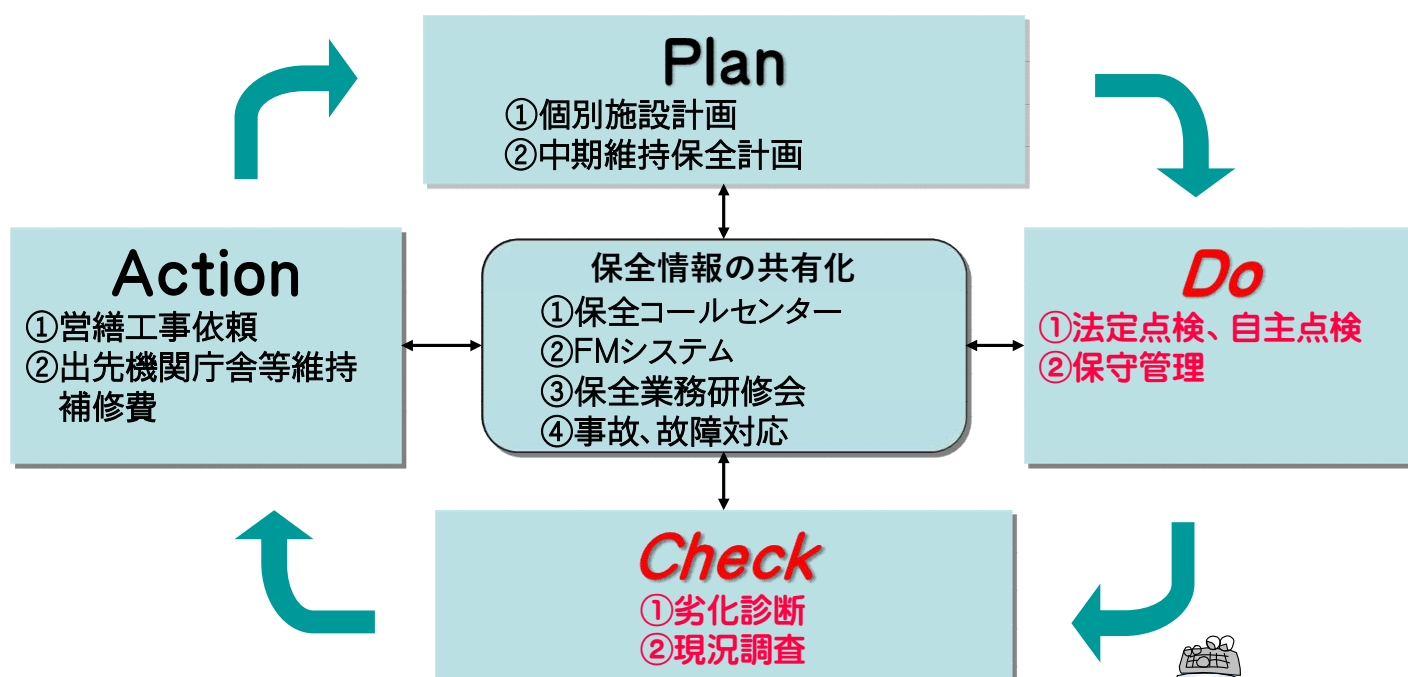 Plan
①個別施設計画
②中期維持保全計画
Action
①営繕工事依頼
②出先機関庁舎等維持
補修費
保全情報の共有化
①保全コールセンター
②FMシステム
③保全業務研修会
④事故、故障対応
Do
①法定点検、自主点検
②保守管理
Check
①劣化診断
②現況調査